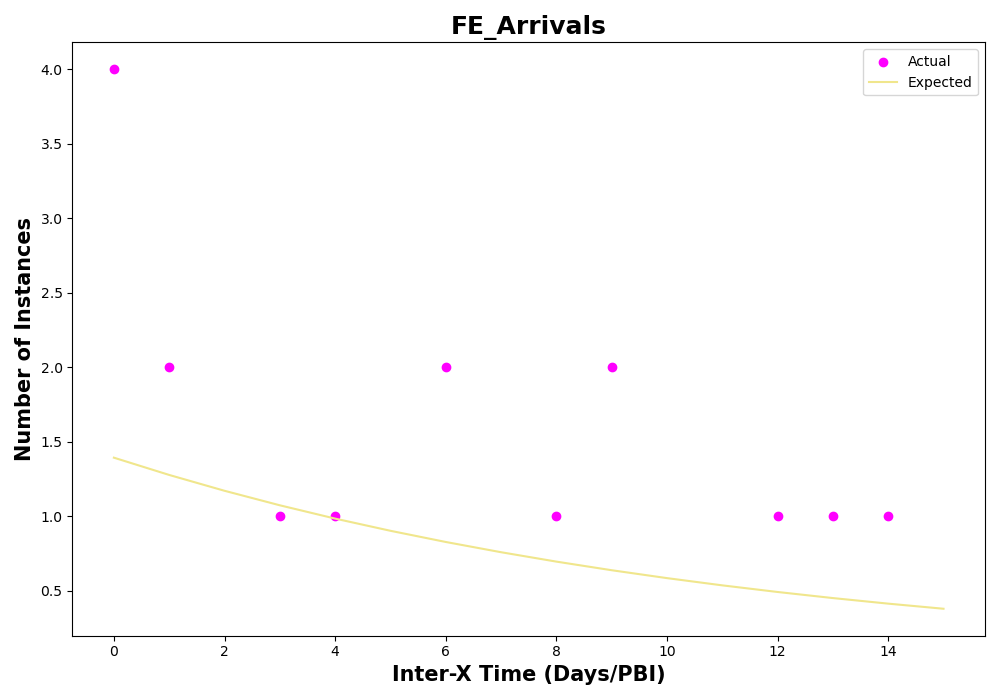 FE_Arrivals
Actual
Expected
4.0
3.5
3.0
2.5
2.0
1.5
1.0
0.5
Number of Instances
0 2 4 6 8 10 12 14
Inter-X Time (Days/PBI)